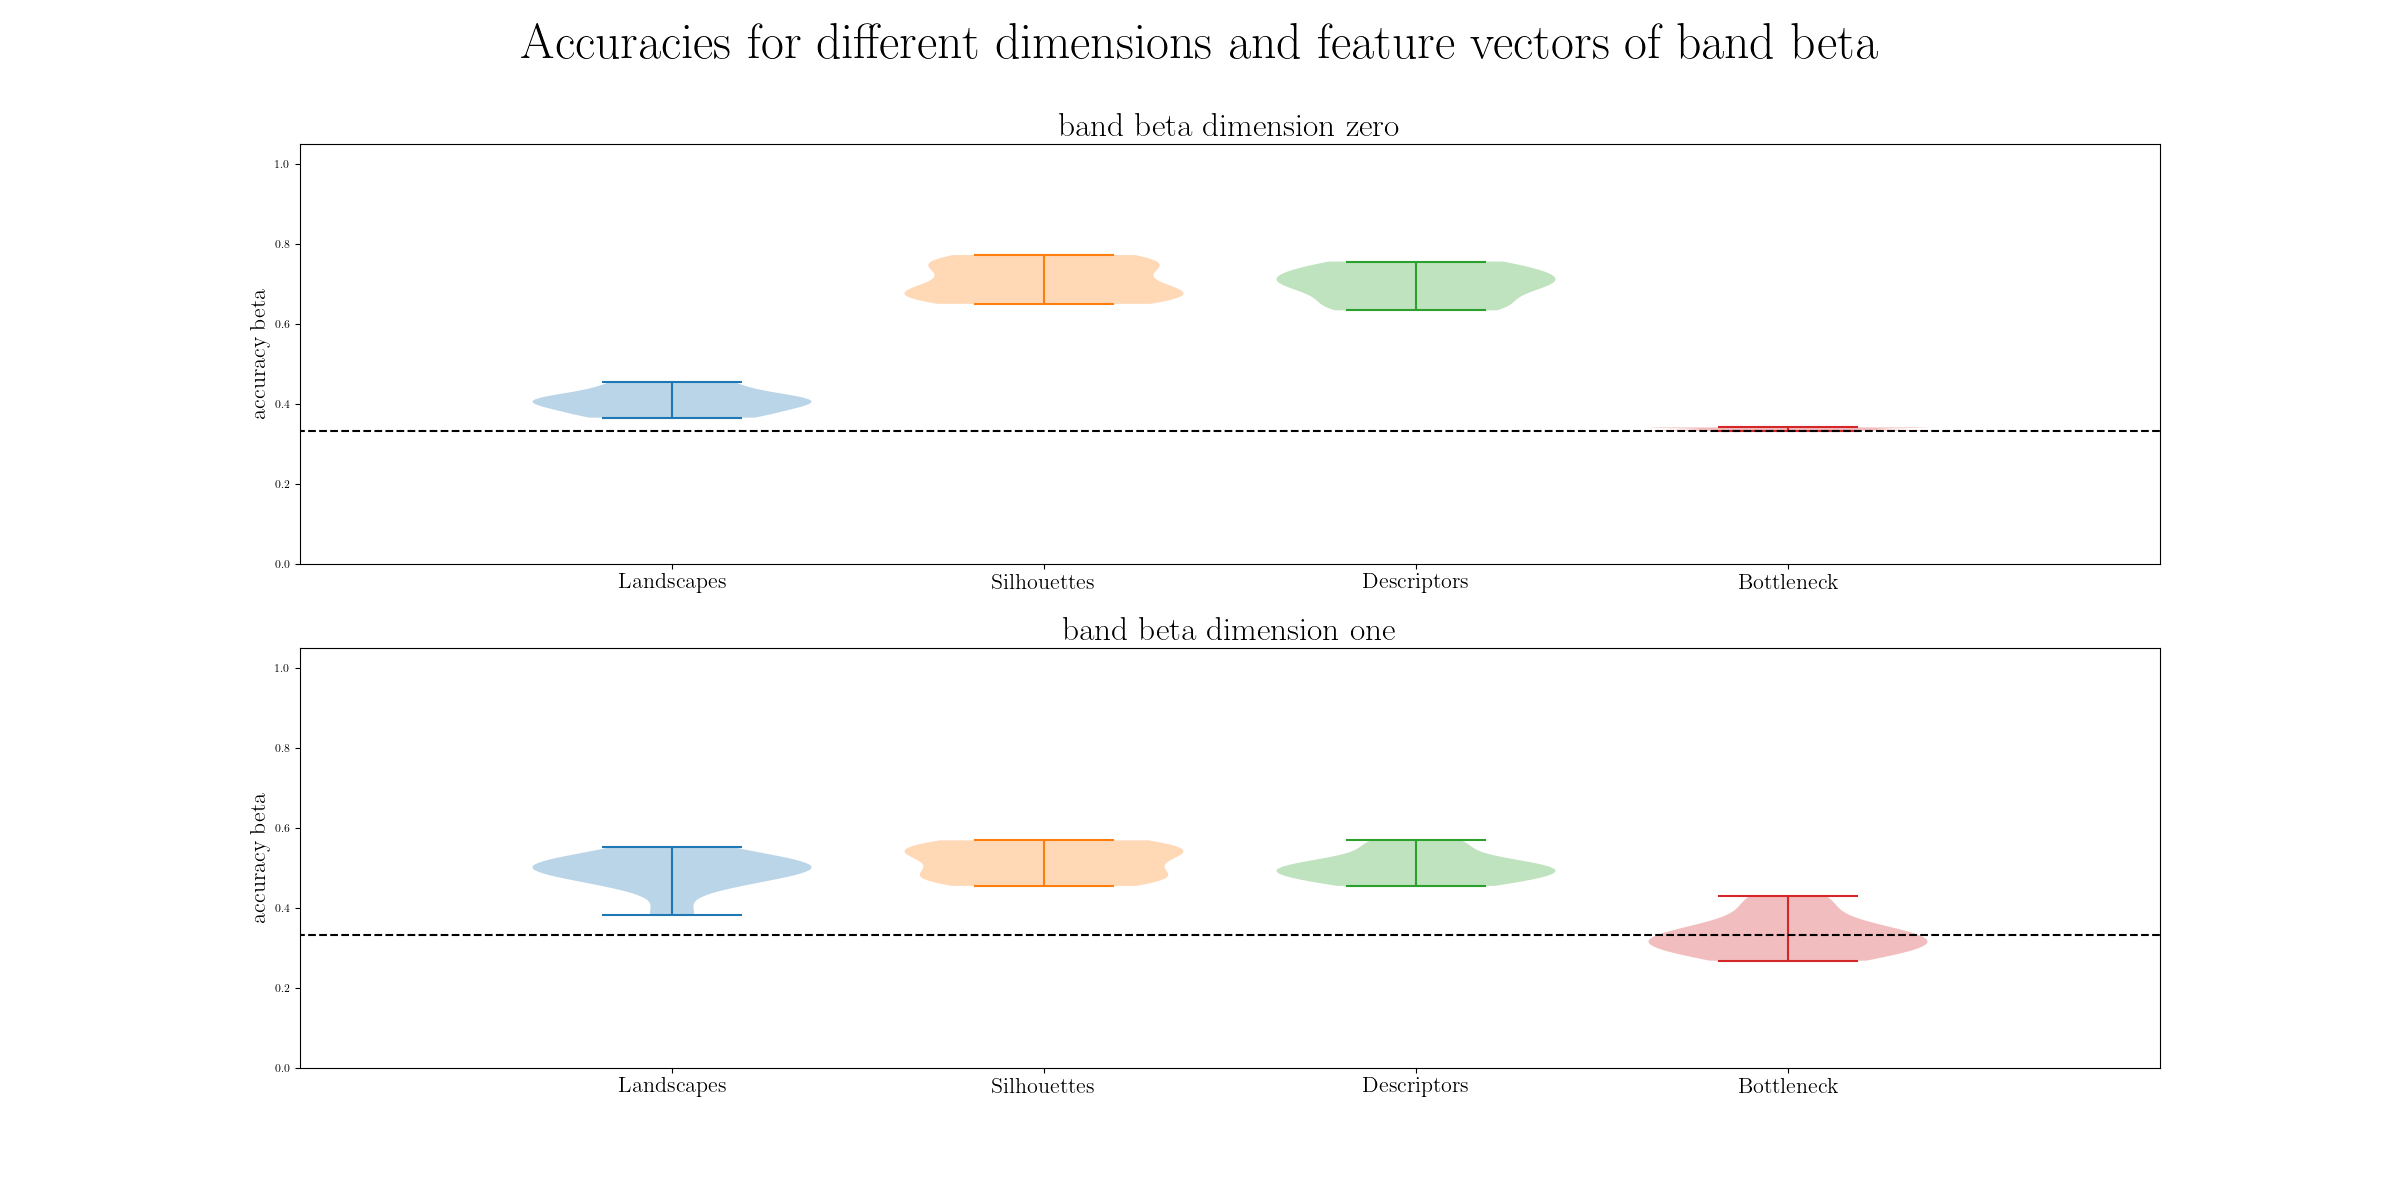 Accuracies for different dimensions and feature vectors of band beta
band beta dimension zero
1.0
0.8
0.6
0.4
0.2
0.0
accuracy beta
Landscapes Silhouettes Descriptors Bottleneck
band beta dimension one
1.0
0.8
0.6
0.4
0.2
0.0
accuracy beta
Landscapes Silhouettes Descriptors Bottleneck